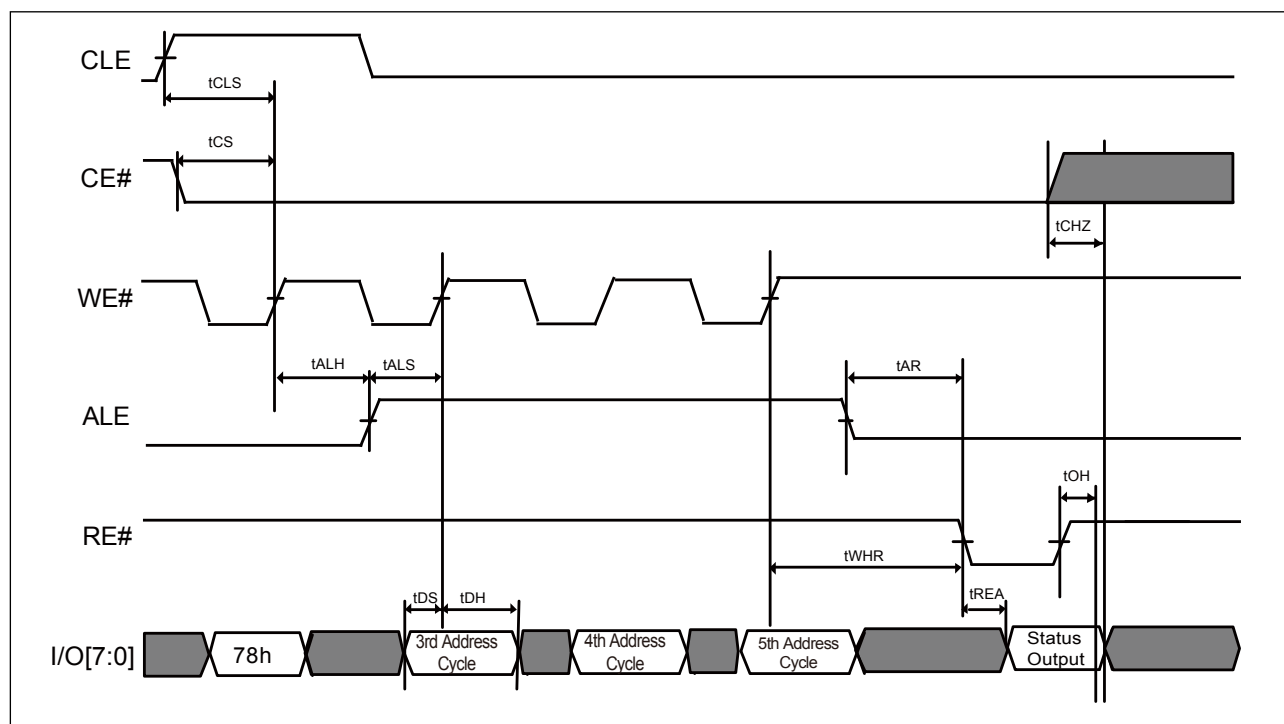 CLE
tCLS
tCS
CE#
tCHZ
WE#
tALH
tALS
tAR
ALE
tOH
RE#
tWHR
tDS
tDH
tREA
I/O[7:0]
78h
3rd Address
Cycle
4th Address
Cycle
5th Address
Cycle
Status
Output